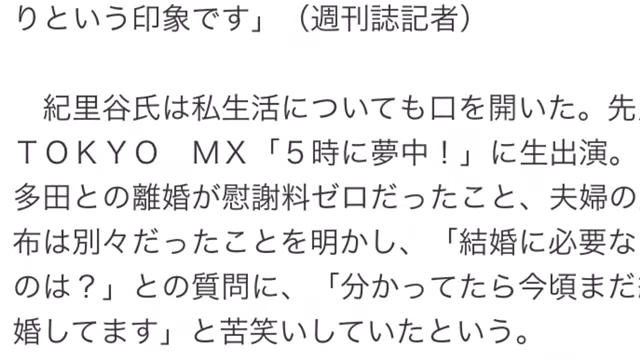 りという印象です」（週刊誌記者）
　紀里谷氏は私生活についても口を開いた。先
ＴＯＫＹＯ　ＭＸ「５時に夢中！」に生出演。
多田との離婚が慰謝料ゼロだったこと、夫婦の
布は別々だったことを明かし、「結婚に必要な
のは？」との質問に、「分かってたら今頃まだ
婚してます」と苦笑いしていたという。